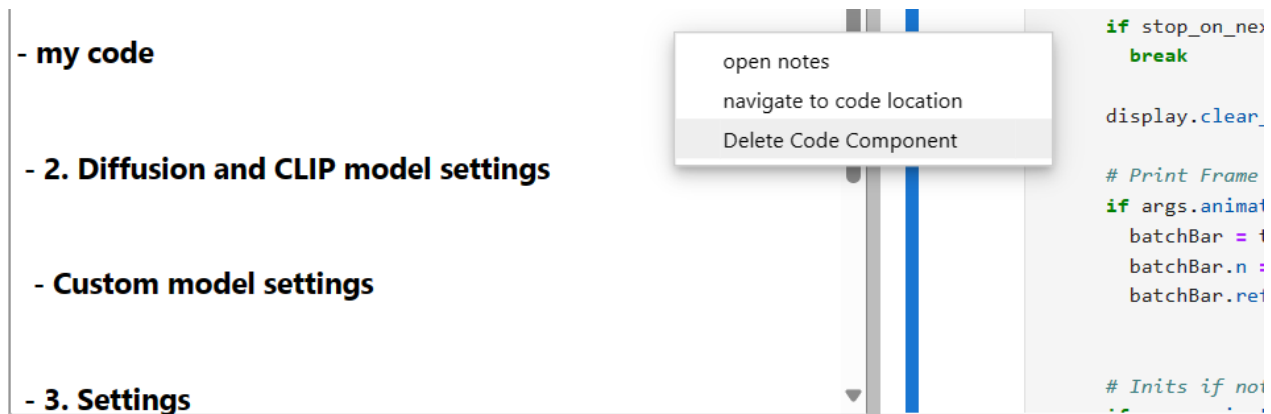 - my code
- 2. Diffusion and CLIP model settings
- Custom model settings
- 3. Settings
open notes
navigate to code location
Delete Code Component
if stop_on_nex
break
display.clear_
# Print Frame
if args.animat
batchBar = t
batchBar.n =
batchBar.ref
# Inits if not